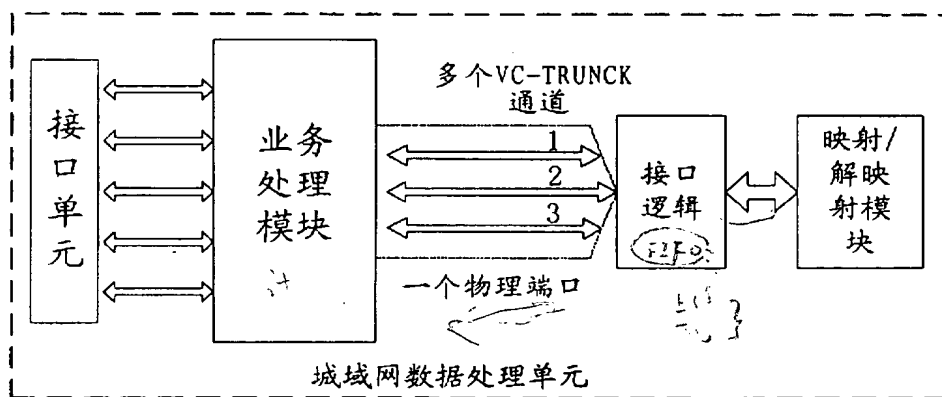 多个VC-TRUNCK
通道
接口单元
业务
处理
模块
1
2
3
接口
逻辑
FIFO
映射/
解映
射模
块
一个物理端口
城域网数据处理单元